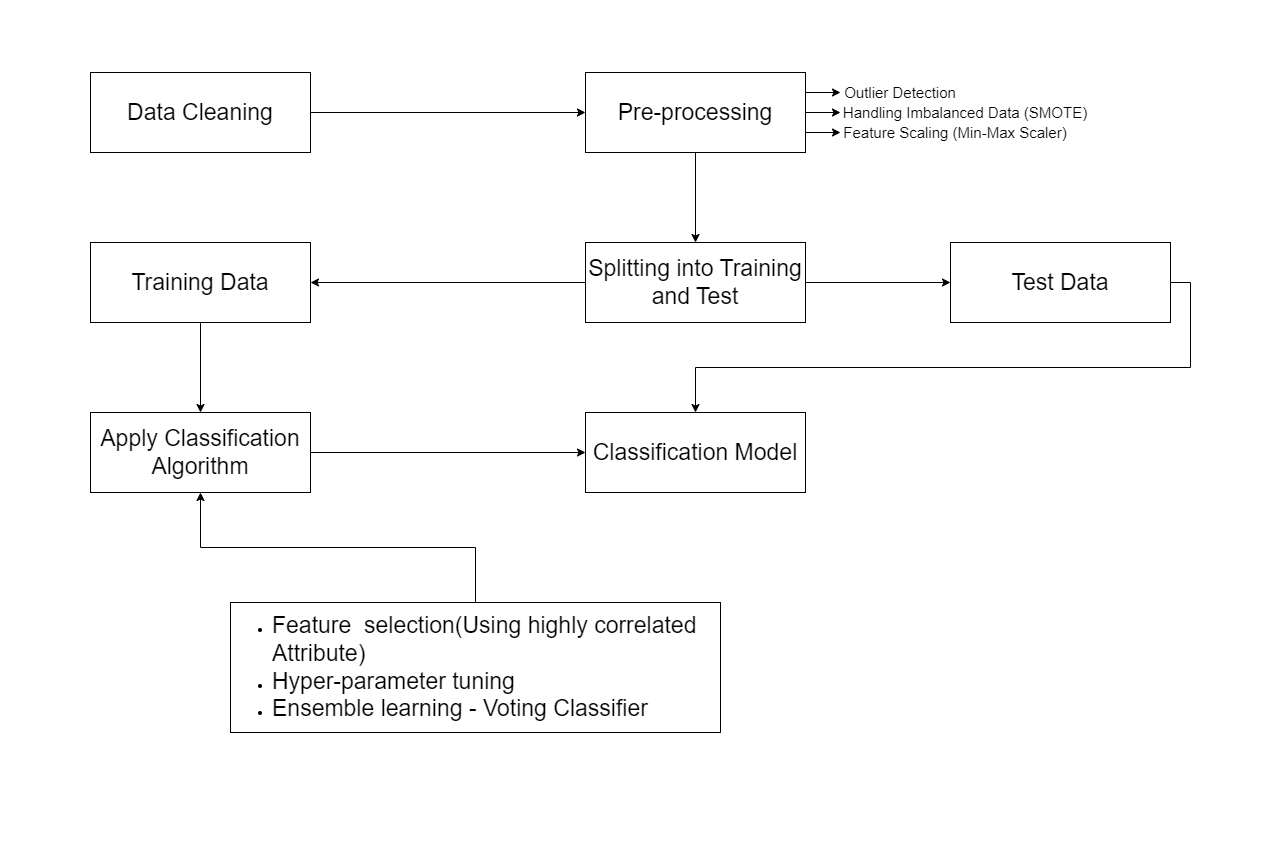 Data Cleaning
Pre-processing
Outlier Detection
Handling Imbalanced Data (SMOTE)
Feature Scaling (Min-Max Scaler)
Training Data
Splitting into Training
and Test
Test Data
Apply Classification
Algorithm
Classification Model
• Feature  selection(Using highly correlated
Attribute)
• Hyper-parameter tuning
• Ensemble learning - Voting Classifier